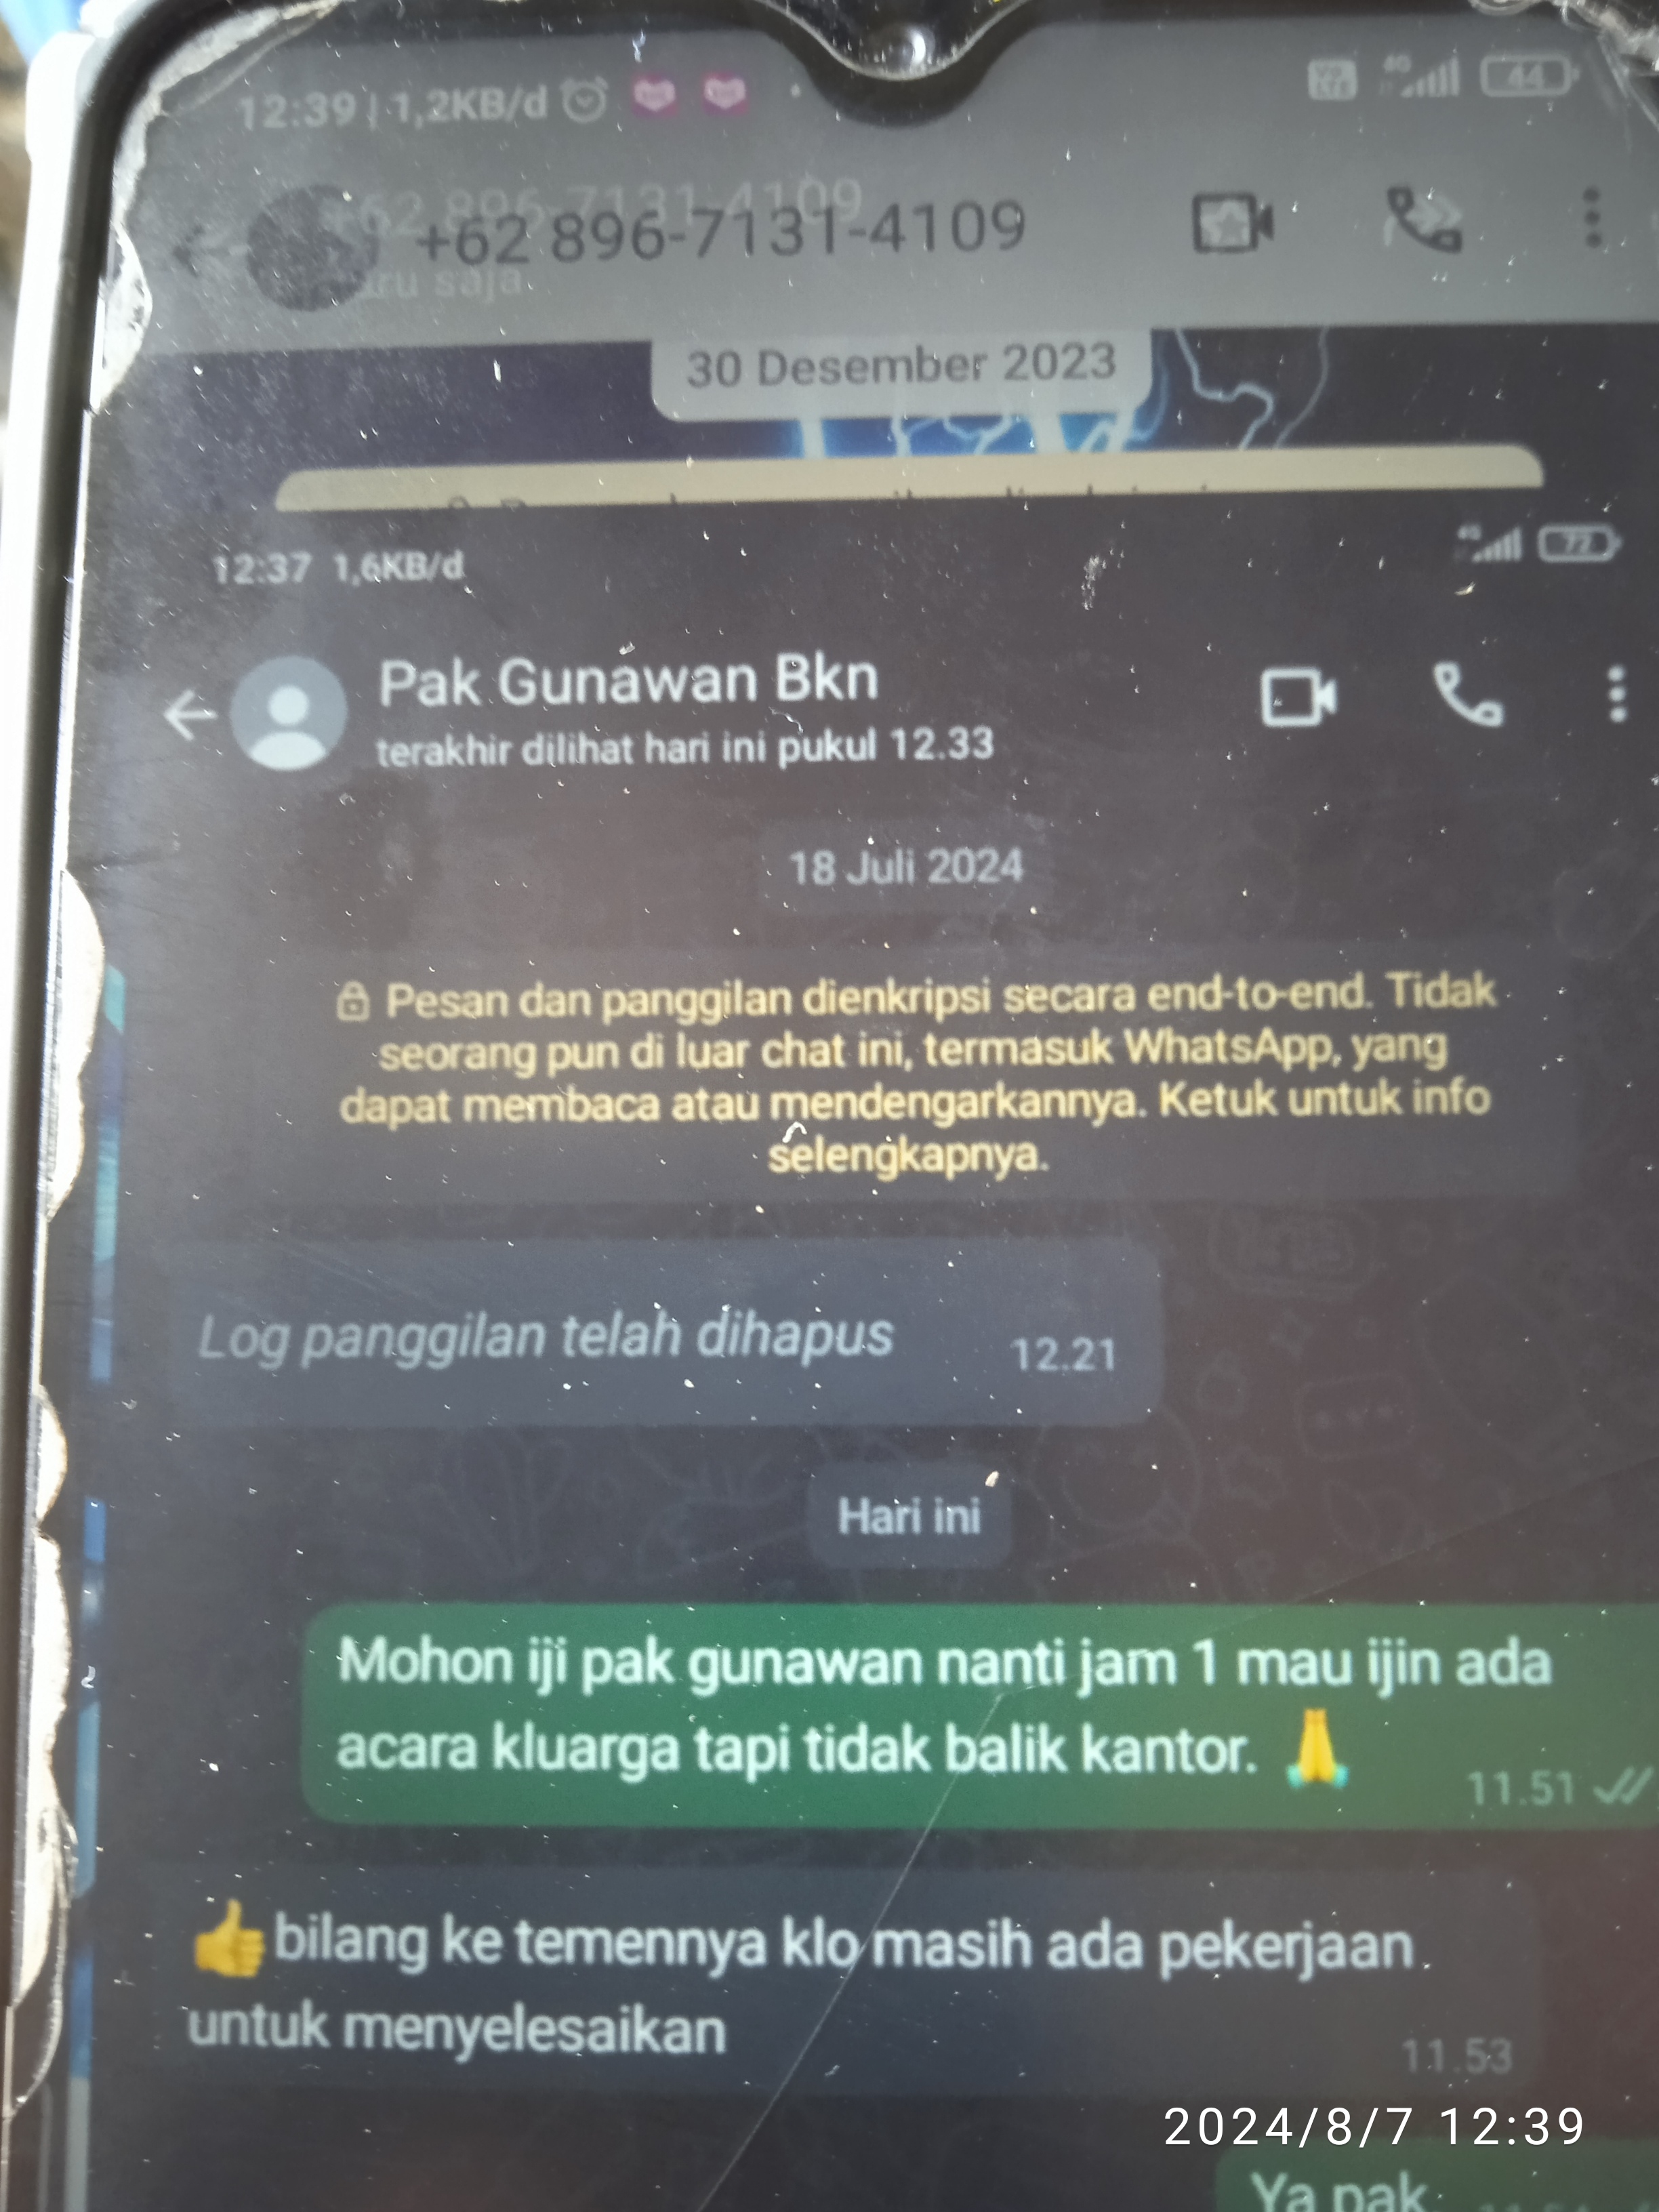 12:39 | 1,2KB/d
44
+62 896-7131-4109
+62 896-7131-4109
saja
30 Desember 2023
12:37 1,6KB/d
4G
72
Pak Gunawan Bkn
terakhir dilihat hari ini pukul 12.33
18 Juli 2024
Pesan dan panggilan dienkripsi secara end-to-end. Tidak
seorang pun di luar chat ini, termasuk WhatsApp, yang
dapat membaca atau mendengarkannya. Ketuk untuk info
selengkapnya.
Log panggilan telah dihapus 12.21
Hari ini
Mohon iji pak gunawan nanti jam 1 mau ijin ada
acara kluarga tapi tidak balik kantor. 🙏
11.51
👍bilang ke temennya klo masih ada pekerjaan
untuk menyelesaikan
11.53
2024/8/7 12:39
Ya pak